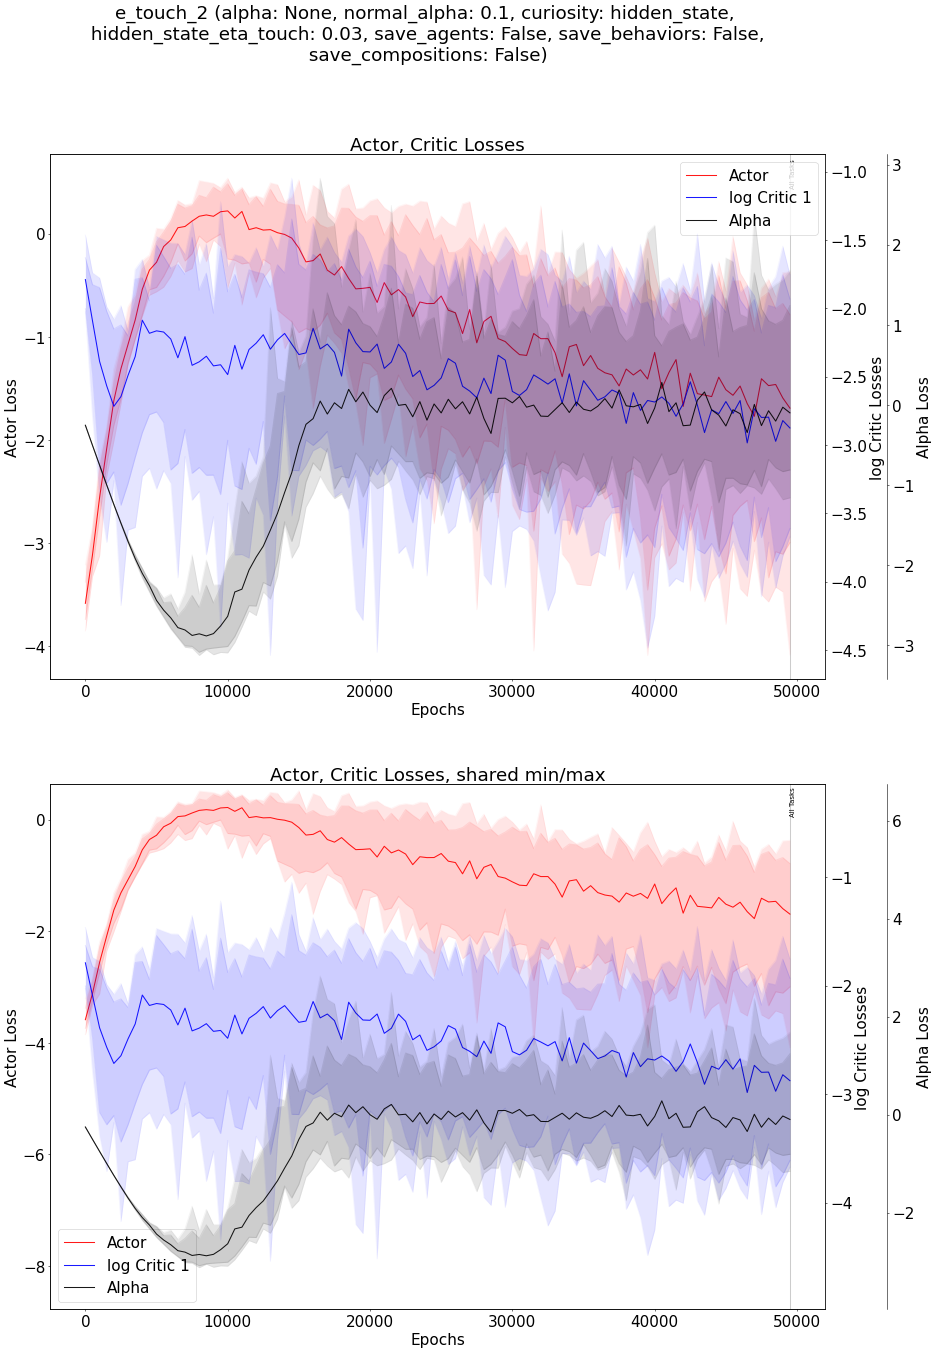 e_touch_2 (alpha: None, normal_alpha: 0.1, curiosity: hidden_state,
hidden_state_eta_touch: 0.03, save_agents: False, save_behaviors: False,
save_compositions: False)
Actor, Critic Losses
Actor
log Critic 1
Alpha
All Tasks
0
−1
−2
−3
−4
Actor Loss
−1.0
−1.5
−2.0
−2.5
−3.0
−3.5
−4.0
−4.5
log Critic Losses
3
2
1
0
−1
−2
−3
Alpha Loss
0
10000
20000
30000
40000
50000
Epochs
Actor, Critic Losses, shared min/max
All Tasks
0
−2
−4
−6
−8
Actor Loss
−1
−2
−3
−4
log Critic Losses
6
4
2
0
−2
Alpha Loss
Actor
log Critic 1
Alpha
0
10000
20000
30000
40000
50000
Epochs